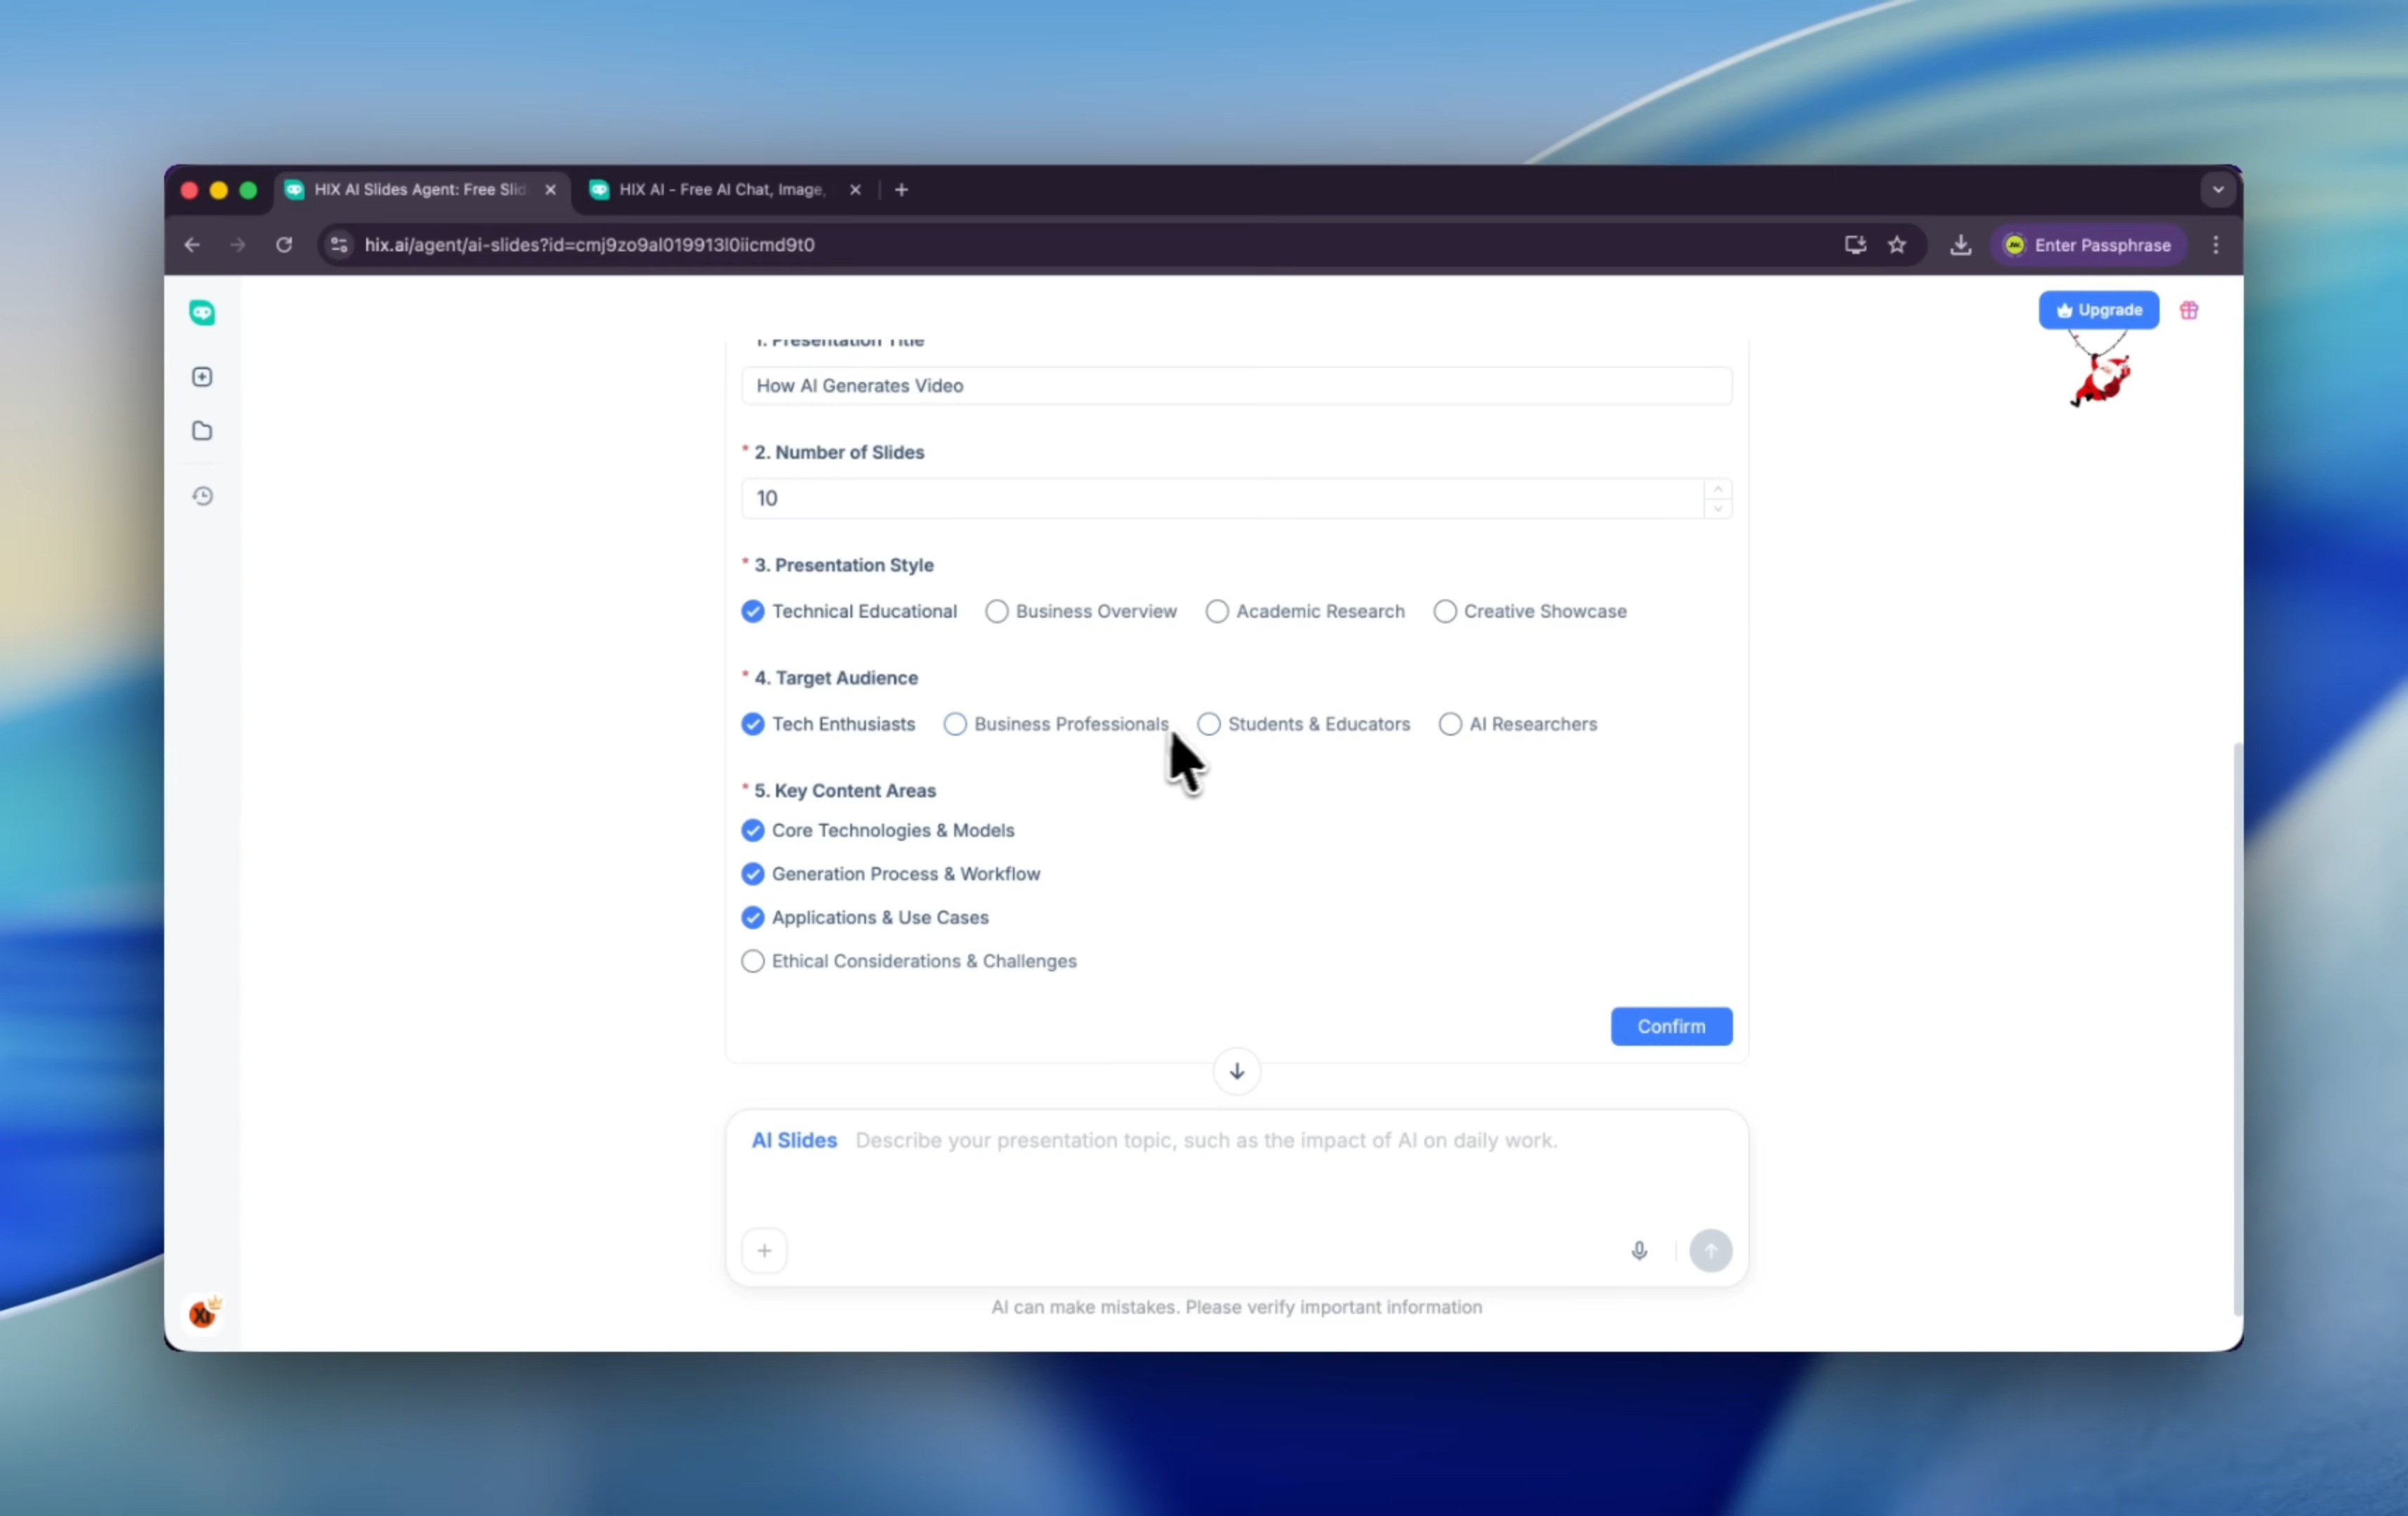 HIX AI Slides Agent: Free Slid
HIX AI - Free AI Chat, Image,
hix.ai/agent/ai-slides?id=cmj9zo9al019913l0iicmd9t0
Enter Passphrase
Upgrade
1. Presentation Title
How AI Generates Video
* 2. Number of Slides
10
* 3. Presentation Style
Technical Educational Business Overview Academic Research Creative Showcase
* 4. Target Audience
Tech Enthusiasts Business Professionals Students & Educators AI Researchers
* 5. Key Content Areas
Core Technologies & Models
Generation Process & Workflow
Applications & Use Cases
Ethical Considerations & Challenges
Confirm
AI Slides Describe your presentation topic, such as the impact of AI on daily work.
AI can make mistakes. Please verify important information